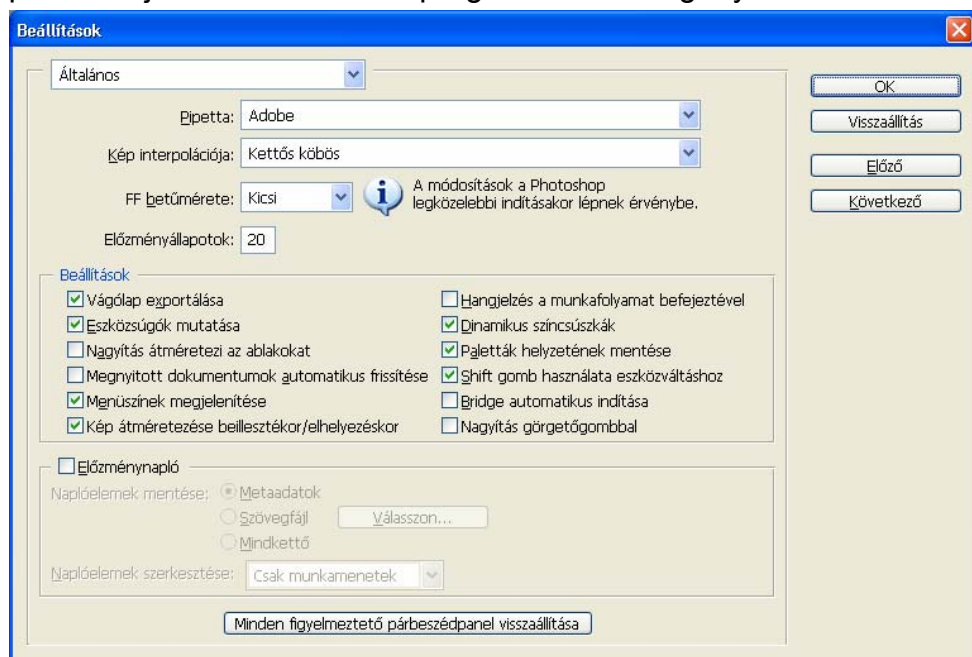 Beállítások
Általános
OK
Pipetta: Adobe
Visszaállítás
Kép interpolációja: Kettős köbös
Előző
FF betűmérete: Kicsi
A módosítások a Photoshop
legközelebbi indításakor lépnek érvénybe.
Következő
Előzményállapotok: 20
Beállítások
Vágólap exportálása
Eszközsúgók mutatása
Nagyítás átméretezi az ablakokat
Megnyitott dokumentumok automatikus frissítése
Menüszínek megjelenítése
Kép átméretezése beillesztékor/elhelyezéskor
Hangjelzés a munkafolyamat befejeztével
Dinamikus színcsúszkák
Paletták helyzetének mentése
Shift gomb használata eszközváltáshoz
Bridge automatikus indítása
Nagyítás görgetőgombbal
Előzménynapló
Naplóelemek mentése: Metaadatok
Szövegfájl Válasszon...
Mindkettő
Naplóelemek szerkesztése: Csak munkamenetek
Minden figyelmeztető párbeszédpanel visszaállítása